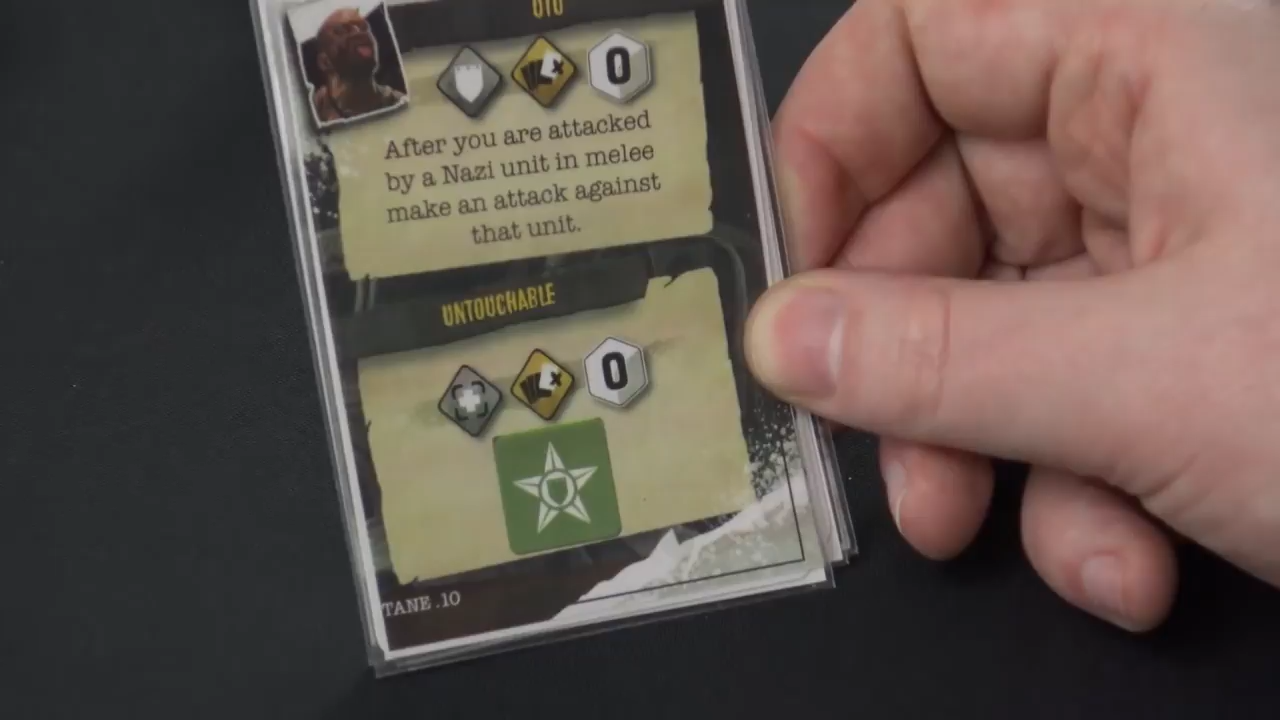 UTU
0
After you are attacked
by a Nazi unit in melee
make an attack against
that unit.
UNTOUCHABLE
0
TANE .10